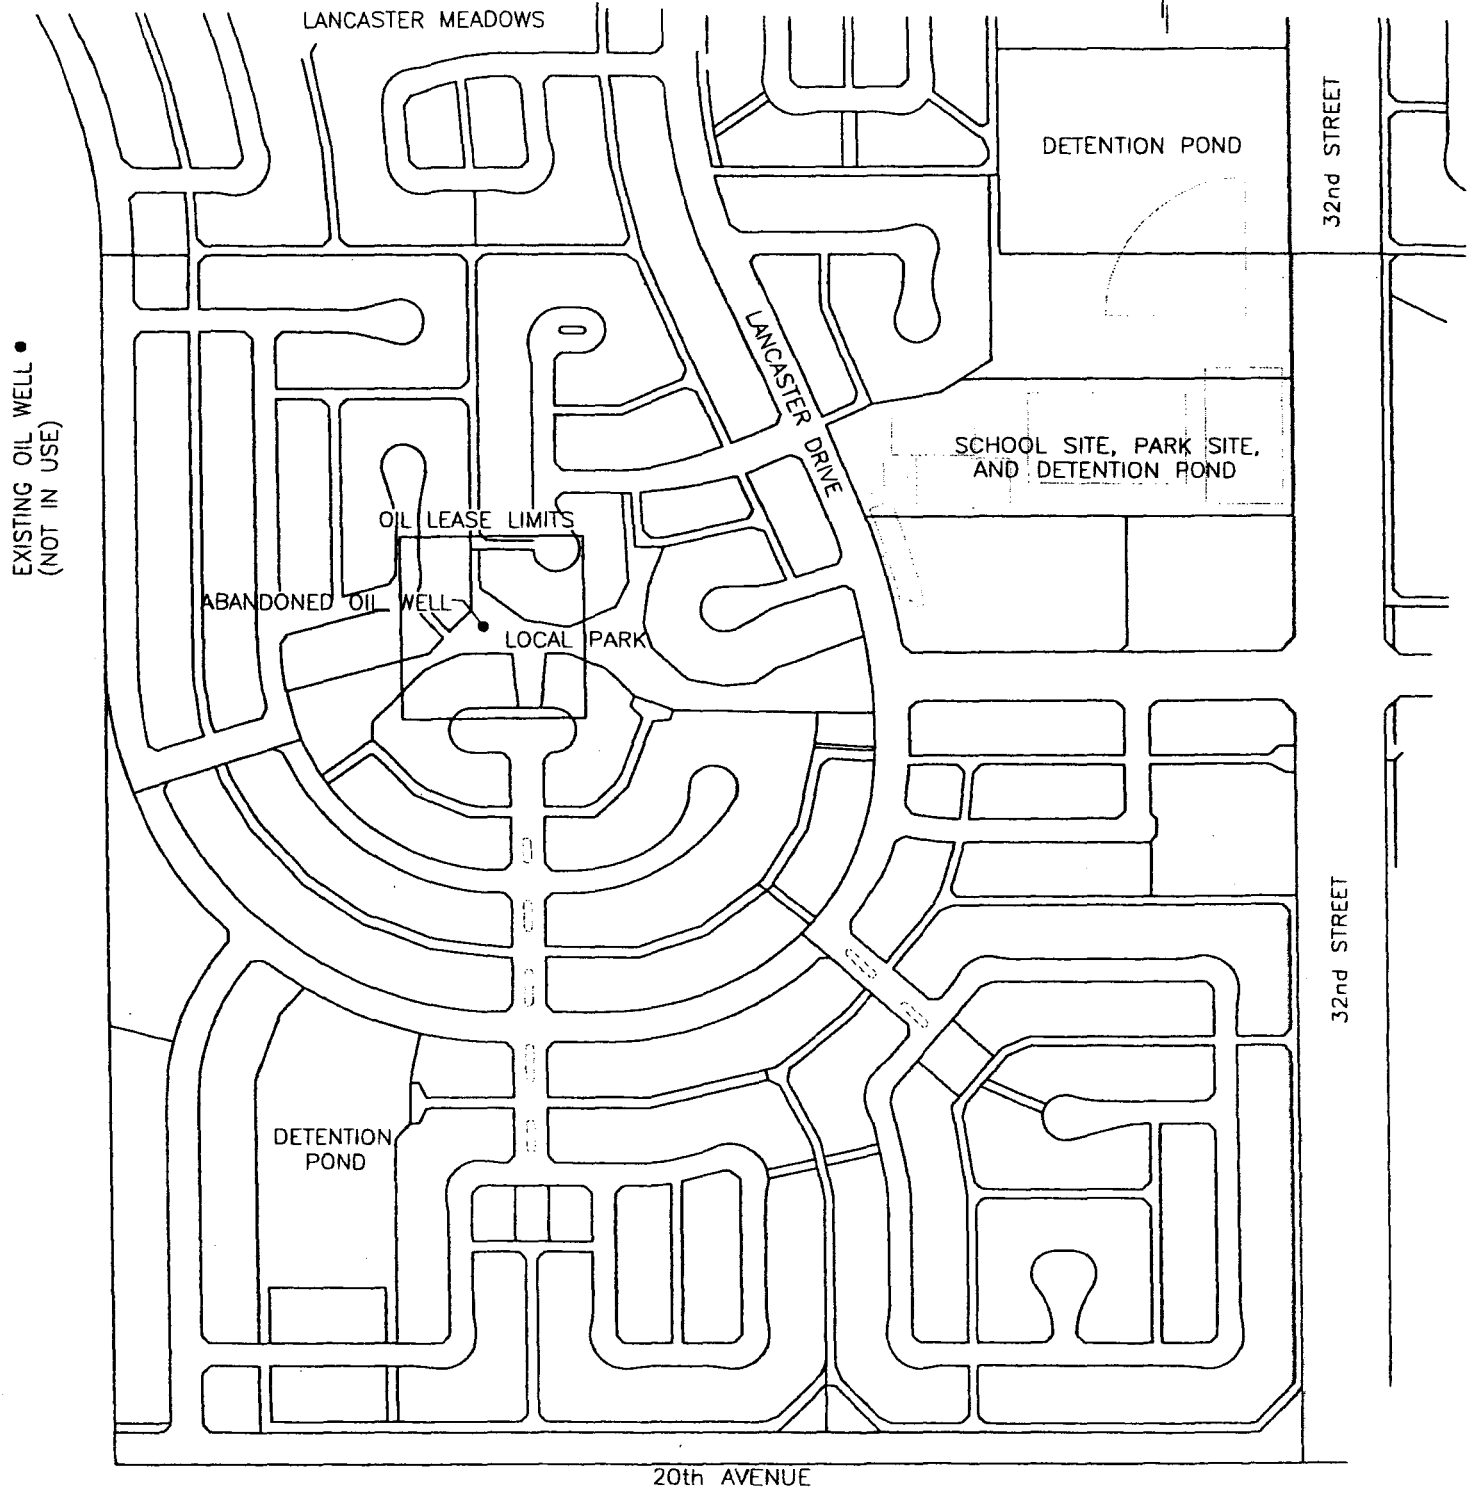 LANCASTER MEADOWS
DETENTION POND
32nd STREET
LANCASTER DRIVE
EXISTING OIL WELL
(NOT IN USE)
SCHOOL SITE, PARK SITE,
AND DETENTION POND
OIL LEASE LIMITS
ABANDONED OIL WELL
LOCAL PARK
32nd STREET
DETENTION
POND
20th AVENUE